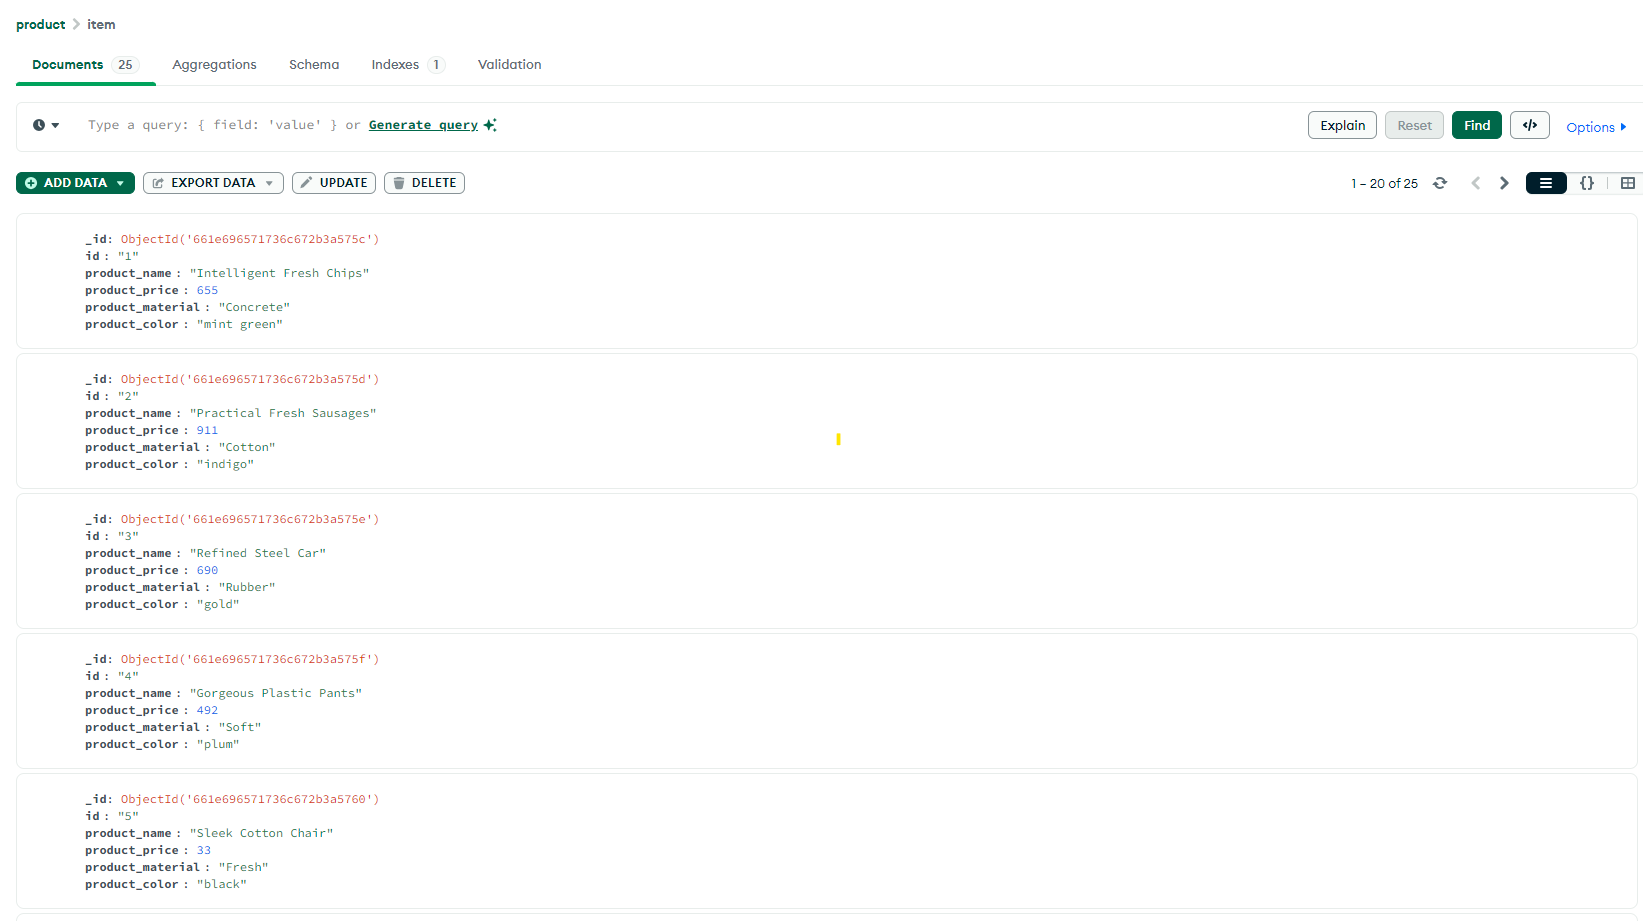 product > item
Documents 25 Aggregations Schema Indexes 1 Validation
Type a query: { field: 'value' } or Generate query Explain Reset Find </> Options
ADD DATA EXPORT DATA UPDATE DELETE 1 – 20 of 25 {}
_id: ObjectId('661e696571736c672b3a575c')
id : "1"
product_name : "Intelligent Fresh Chips"
product_price : 655
product_material : "Concrete"
product_color : "mint green"
_id: ObjectId('661e696571736c672b3a575d')
id : "2"
product_name : "Practical Fresh Sausages"
product_price : 911
product_material : "Cotton"
product_color : "indigo"
_id: ObjectId('661e696571736c672b3a575e')
id : "3"
product_name : "Refined Steel Car"
product_price : 690
product_material : "Rubber"
product_color : "gold"
_id: ObjectId('661e696571736c672b3a575f')
id : "4"
product_name : "Gorgeous Plastic Pants"
product_price : 492
product_material : "Soft"
product_color : "plum"
_id: ObjectId('661e696571736c672b3a5760')
id : "5"
product_name : "Sleek Cotton Chair"
product_price : 33
product_material : "Fresh"
product_color : "black"